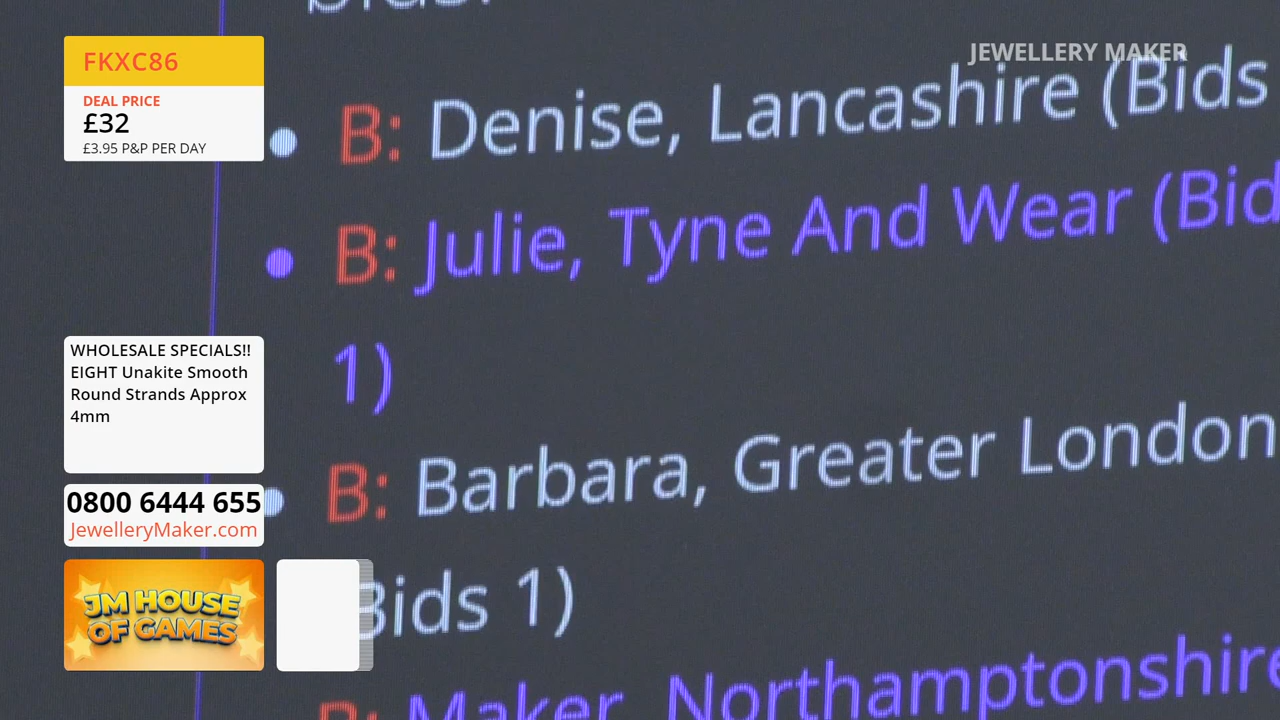 bids.
FKXC86
DEAL PRICE
£32
£3.95 P&P PER DAY
JEWELLERY MAKER
B: Denise, Lancashire (Bids
B: Julie, Tyne And Wear (Bid
1)
WHOLESALE SPECIALS!!
EIGHT Unakite Smooth
Round Strands Approx
4mm
B: Barbara, Greater London
Bids 1)
0800 6444 655
JewelleryMaker.com
JM HOUSE
OF GAMES
B: Maker, Northamptonshire